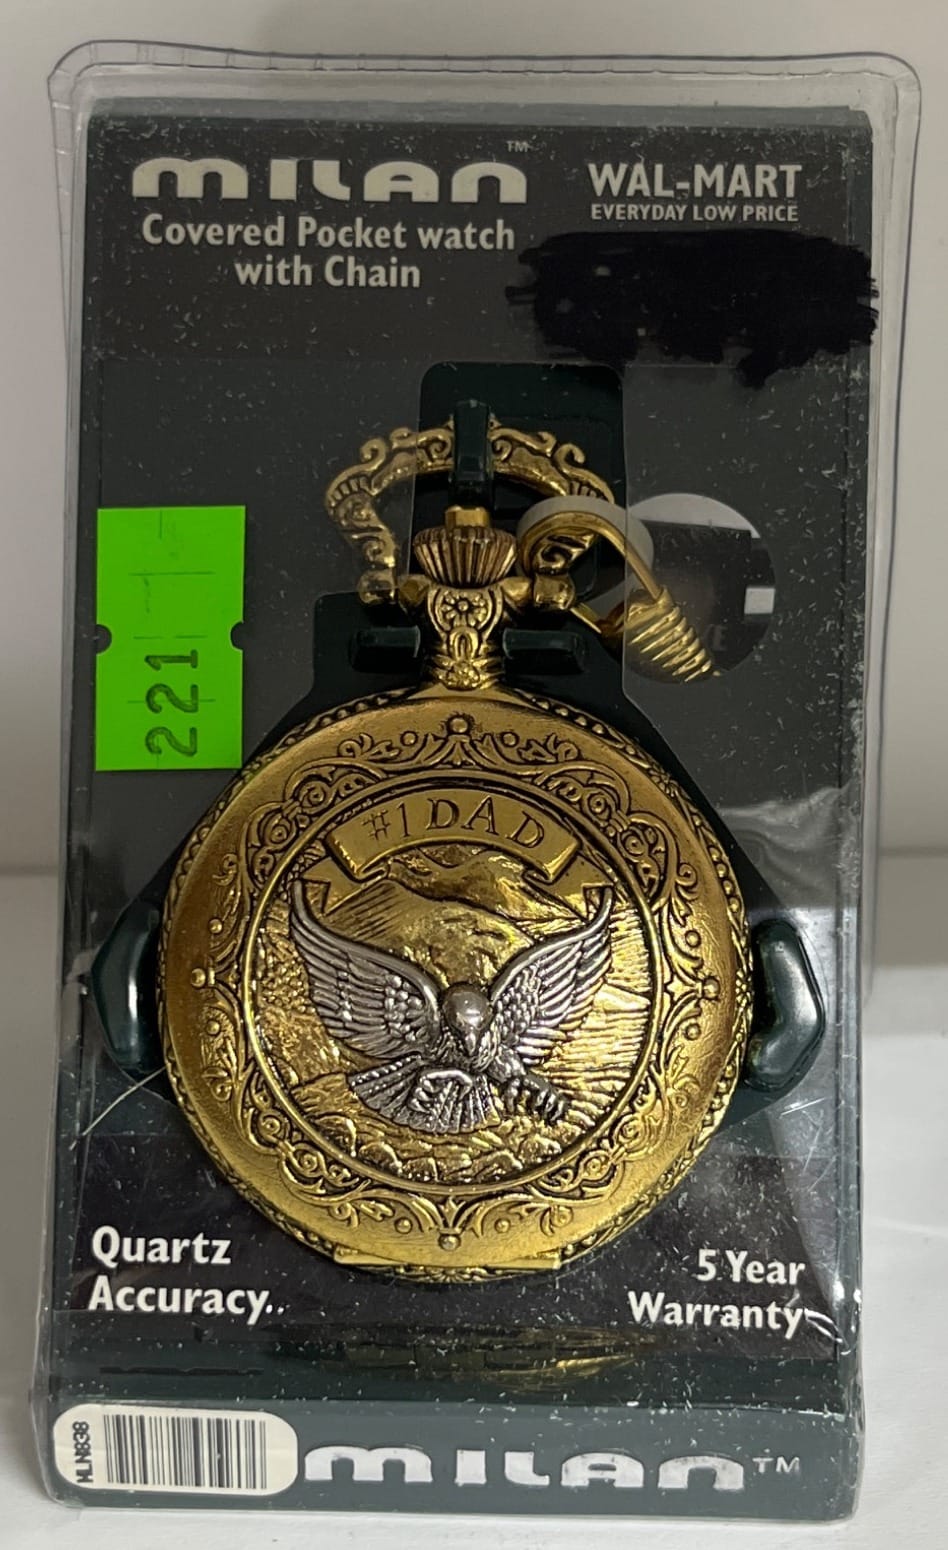 MILAN™
Covered Pocket watch
with Chain
WAL-MART
EVERYDAY LOW PRICE
221
#1 DAD
Quartz
Accuracy..
5 Year
Warranty
MLN838
MILAN™